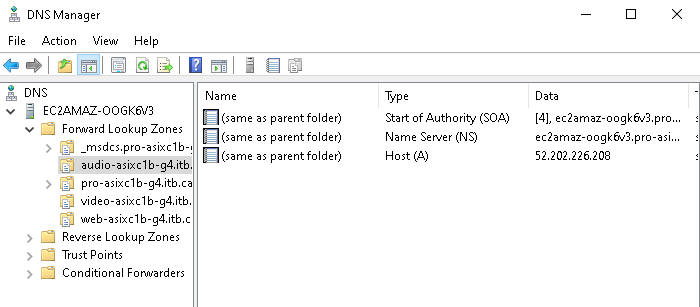 DNS Manager
File Action View Help
DNS
EC2AMAZ-OOGK6V3
Forward Lookup Zones
_msdcs.pro-asixc1b-g
audio-asixc1b-g4.itb.
pro-asixc1b-g4.itb.ca
video-asixc1b-g4.itb.
web-asixc1b-g4.itb.c
Reverse Lookup Zones
Trust Points
Conditional Forwarders
Name Type Data
(same as parent folder) Start of Authority (SOA) [4], ec2amaz-oogk6v3.pro...
(same as parent folder) Name Server (NS) ec2amaz-oogk6v3.pro-asi...
(same as parent folder) Host (A) 52.202.226.208